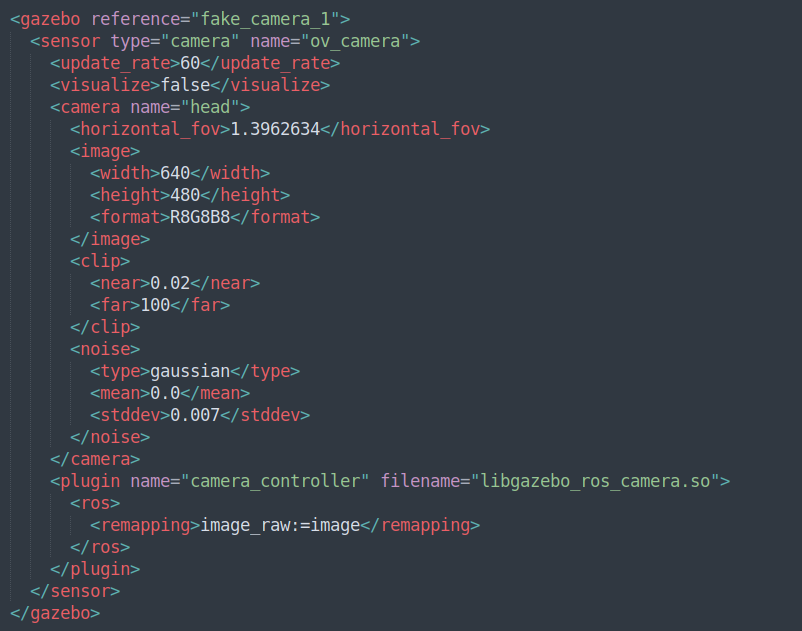 <gazebo reference="fake_camera_1">
  <sensor type="camera" name="ov_camera">
    <update_rate>60</update_rate>
    <visualize>false</visualize>
    <camera name="head">
      <horizontal_fov>1.3962634</horizontal_fov>
      <image>
        <width>640</width>
        <height>480</height>
        <format>R8G8B8</format>
      </image>
      <clip>
        <near>0.02</near>
        <far>100</far>
      </clip>
      <noise>
        <type>gaussian</type>
        <mean>0.0</mean>
        <stddev>0.007</stddev>
      </noise>
    </camera>
    <plugin name="camera_controller" filename="libgazebo_ros_camera.so">
      <ros>
        <remapping>image_raw:=image</remapping>
      </ros>
    </plugin>
  </sensor>
</gazebo>